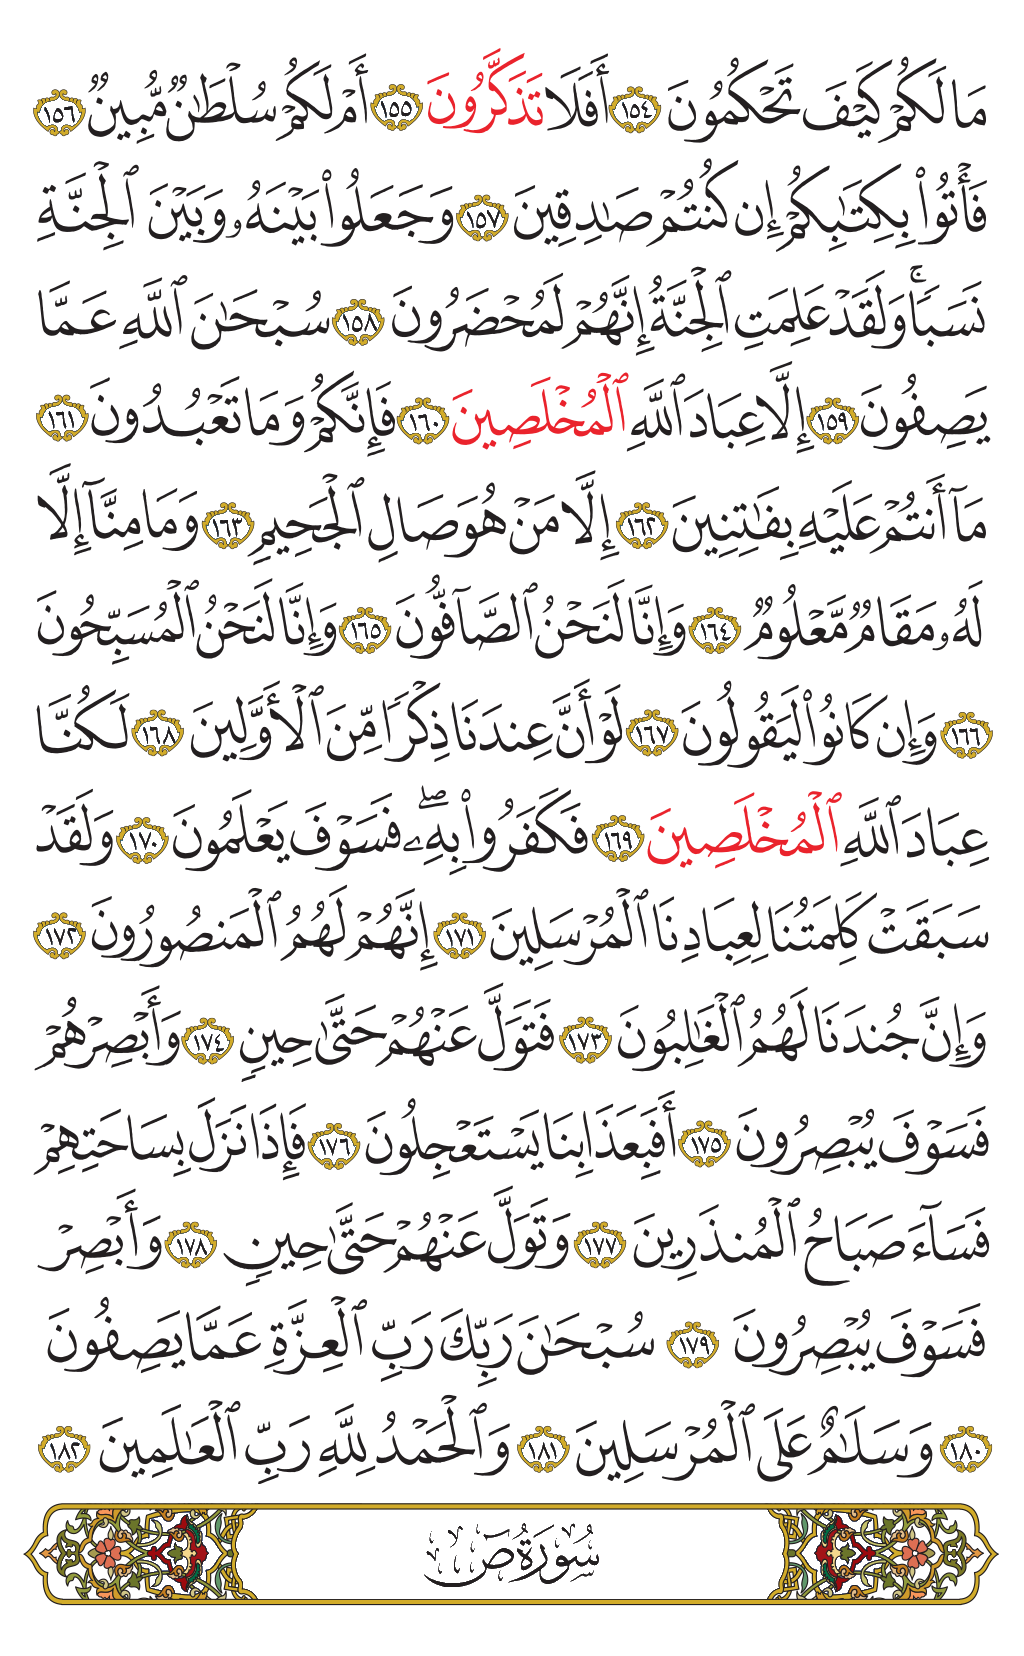 مَا لَكُمْ كَيْفَ تَحْكُمُونَ ١٥٤ أَفَلَا تَذَكَّرُونَ ١٥٥ أَمْ لَكُمْ سُلْطَٰنٌ مُّبِينٌ ١٥٦
فَأْتُوا۟ بِكِتَٰبِكُمْ إِن كُنتُمْ صَٰدِقِينَ ١٥٧ وَجَعَلُوا۟ بَيْنَهُۥ وَبَيْنَ ٱلْجِنَّةِ
نَسَبًا ۚ وَلَقَدْ عَلِمَتِ ٱلْجِنَّةُ إِنَّهُمْ لَمُحْضَرُونَ ١٥٨ سُبْحَٰنَ ٱللَّهِ عَمَّا
يَصِفُونَ ١٥٩ إِلَّا عِبَادَ ٱللَّهِ ٱلْمُخْلَصِينَ ١٦٠ فَإِنَّكُمْ وَمَا تَعْبُدُونَ ١٦١
مَآ أَنتُمْ عَلَيْهِ بِفَٰتِنِينَ ١٦٢ إِلَّا مَنْ هُوَ صَالِ ٱلْجَحِيمِ ١٦٣ وَمَا مِنَّآ إِلَّا
لَهُۥ مَقَامٌ مَّعْلُومٌ ١٦٤ وَإِنَّا لَنَحْنُ ٱلصَّآفُّونَ ١٦٥ وَإِنَّا لَنَحْنُ ٱلْمُسَبِّحُونَ
١٦٦ وَإِن كَانُوا۟ لَيَقُولُونَ ١٦٧ لَوْ أَنَّ عِندَنَا ذِكْرًا مِّنَ ٱلْأَوَّلِينَ ١٦٨ لَكُنَّا
عِبَادَ ٱللَّهِ ٱلْمُخْلَصِينَ ١٦٩ فَكَفَرُوا۟ بِهِۦ ۖ فَسَوْفَ يَعْلَمُونَ ١٧٠ وَلَقَدْ
سَبَقَتْ كَلِمَتُنَا لِعِبَادِنَا ٱلْمُرْسَلِينَ ١٧١ إِنَّهُمْ لَهُمُ ٱلْمَنصُورُونَ ١٧٢
وَإِنَّ جُندَنَا لَهُمُ ٱلْغَٰلِبُونَ ١٧٣ فَتَوَلَّ عَنْهُمْ حَتَّىٰ حِينٍ ١٧٤ وَأَبْصِرْهُمْ
فَسَوْفَ يُبْصِرُونَ ١٧٥ أَفَبِعَذَابِنَا يَسْتَعْجِلُونَ ١٧٦ فَإِذَا نَزَلَ بِسَاحَتِهِمْ
فَسَآءَ صَبَاحُ ٱلْمُنذَرِينَ ١٧٧ وَتَوَلَّ عَنْهُمْ حَتَّىٰ حِينٍ ١٧٨ وَأَبْصِرْ
فَسَوْفَ يُبْصِرُونَ ١٧٩ سُبْحَٰنَ رَبِّكَ رَبِّ ٱلْعِزَّةِ عَمَّا يَصِفُونَ
١٨٠ وَسَلَٰمٌ عَلَى ٱلْمُرْسَلِينَ ١٨١ وَٱلْحَمْدُ لِلَّهِ رَبِّ ٱلْعَٰلَمِينَ ١٨٢
سُورَةُ صٓ